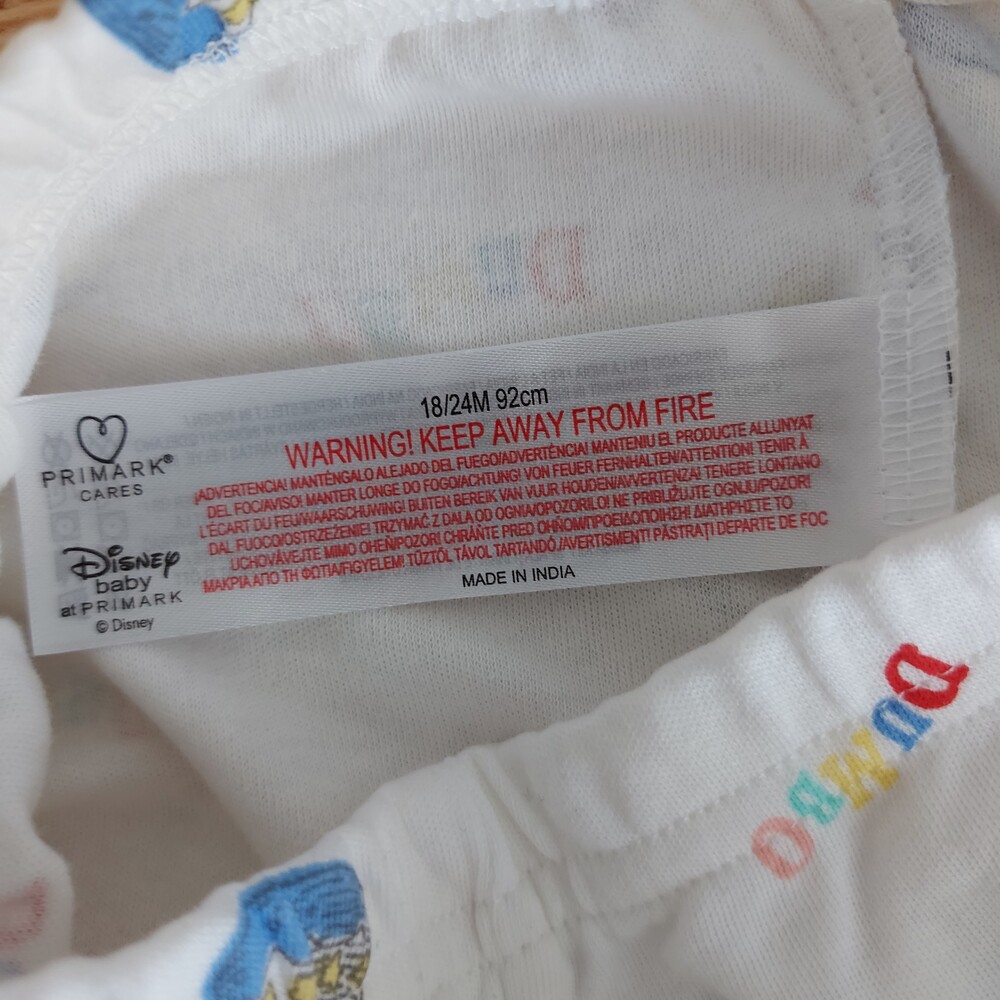 18/24M 92cm
WARNING! KEEP AWAY FROM FIRE
¡ADVERTENCIA! MANTÉNGALO ALEJADO DEL FUEGO/ADVERTÈNCIA! MANTENIU EL PRODUCTE ALLUNYAT
DEL FOC/AVISO! MANTER LONGE DO FOGO/ACHTUNG! VON FEUER FERNHALTEN/ATTENTION! TENIR À
L'ÉCART DU FEU/WAARSCHUWING! BUITEN BEREIK VAN VUUR HOUDEN/AVVERTENZA! TENERE LONTANO
DAL FUOCO/OSTRZEŻENIE! TRZYMAĆ Z DALA OD OGNIA/OPOZORILO! NE PRIBLIŽUJTE OGNJU/POZOR!
UCHOVÁVEJTE MIMO OHEŇ/POZOR! CHRÁŇTE PRED OHŇOM/ΠΡΟΕΙΔΟΠΟΙΗΣΗ! ΔΙΑΤΗΡΗΣΤΕ ΤΟ
ΜΑΚΡΙΑ ΑΠΟ ΤΗ ΦΩΤΙΑ/FIGYELEM! TŰZTŐL TÁVOL TARTANDÓ/AVERTISMENT! PĂSTRAȚI DEPARTE DE FOC
MADE IN INDIA
PRIMARK®
CARES
Disney
baby
at PRIMARK
© Disney
DUMBO